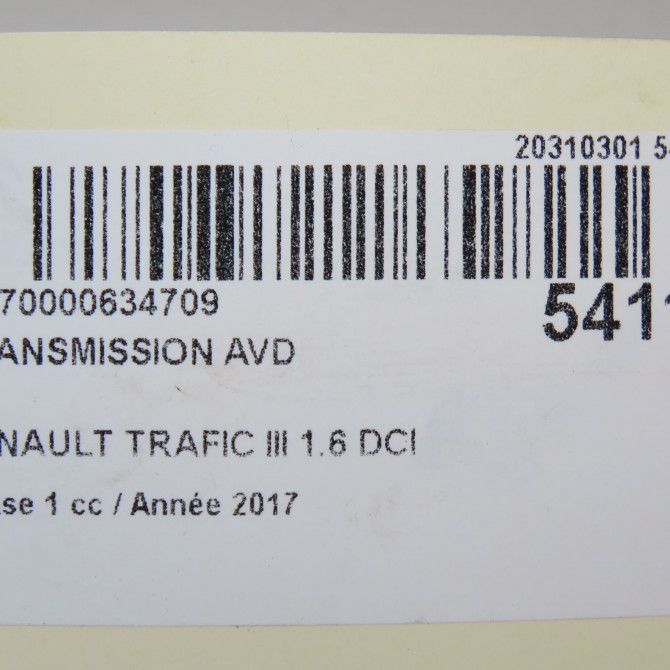 20310301 5
70000634709
5411
ANSMISSION AVD
NAULT TRAFIC III 1.6 DCI
se 1 cc / Année 2017